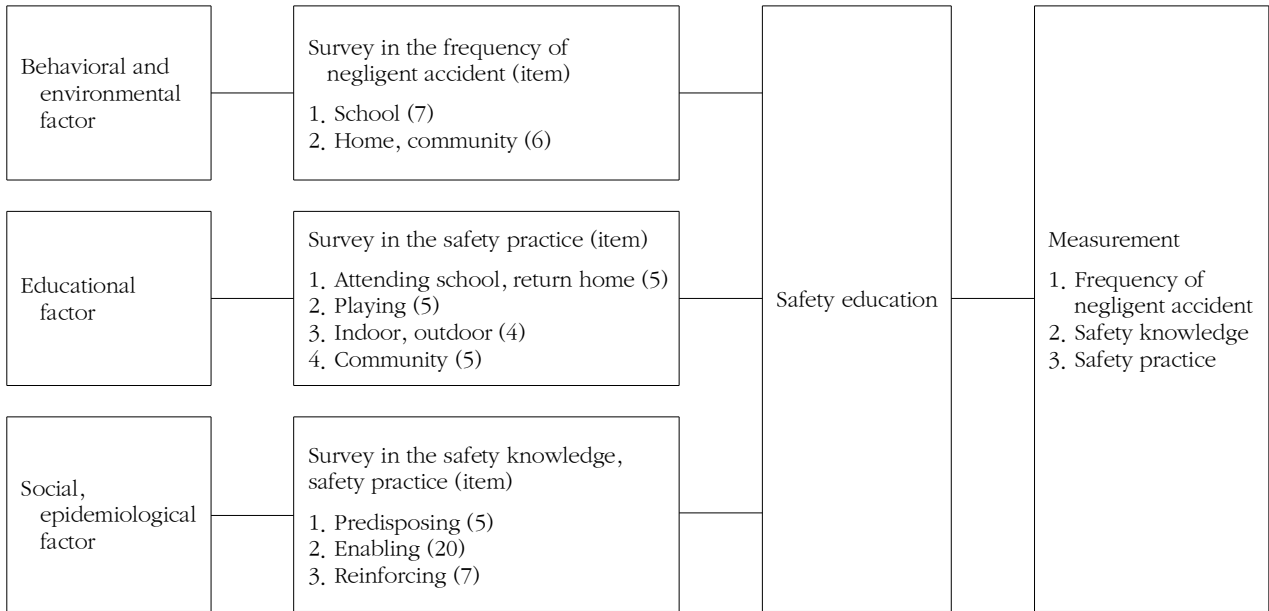 Behavioral and
environmental
factor
Survey in the frequency of
negligent accident (item)
1. School (7)
2. Home, community (6)
Educational
factor
Survey in the safety practice (item)
1. Attending school, return home (5)
2. Playing (5)
3. Indoor, outdoor (4)
4. Community (5)
Social,
epidemiological
factor
Survey in the safety knowledge,
safety practice (item)
1. Predisposing (5)
2. Enabling (20)
3. Reinforcing (7)
Safety education
Measurement
1. Frequency of
negligent accident
2. Safety knowledge
3. Safety practice